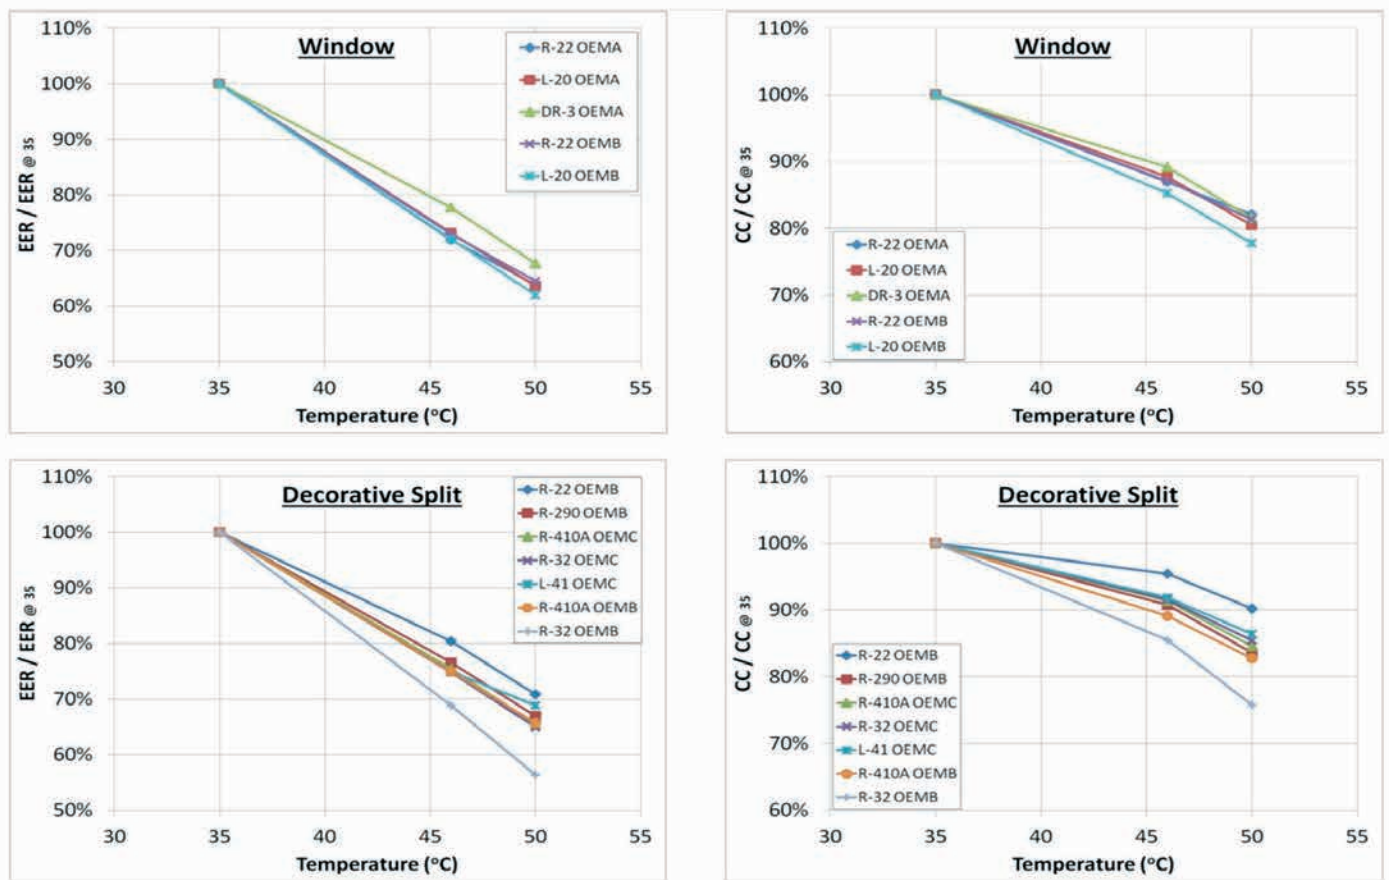 Window
110%
100%
90%
80%
70%
60%
50%
EER / EER @ 35
R-22 OEMA
L-20 OEMA
DR-3 OEMA
R-22 OEMB
L-20 OEMB
30 35 40 45 50 55
Temperature (°C)
Window
110%
100%
90%
80%
70%
60%
CC / CC @ 35
R-22 OEMA
L-20 OEMA
DR-3 OEMA
R-22 OEMB
L-20 OEMB
30 35 40 45 50 55
Temperature (°C)
Decorative Split
110%
100%
90%
80%
70%
60%
50%
EER / EER @ 35
R-22 OEMB
R-290 OEMB
R-410A OEMC
R-32 OEMC
L-41 OEMC
R-410A OEMB
R-32 OEMB
30 35 40 45 50 55
Temperature (°C)
Decorative Split
110%
100%
90%
80%
70%
60%
CC / CC @ 35
R-22 OEMB
R-290 OEMB
R-410A OEMC
R-32 OEMC
L-41 OEMC
R-410A OEMB
R-32 OEMB
30 35 40 45 50 55
Temperature (°C)